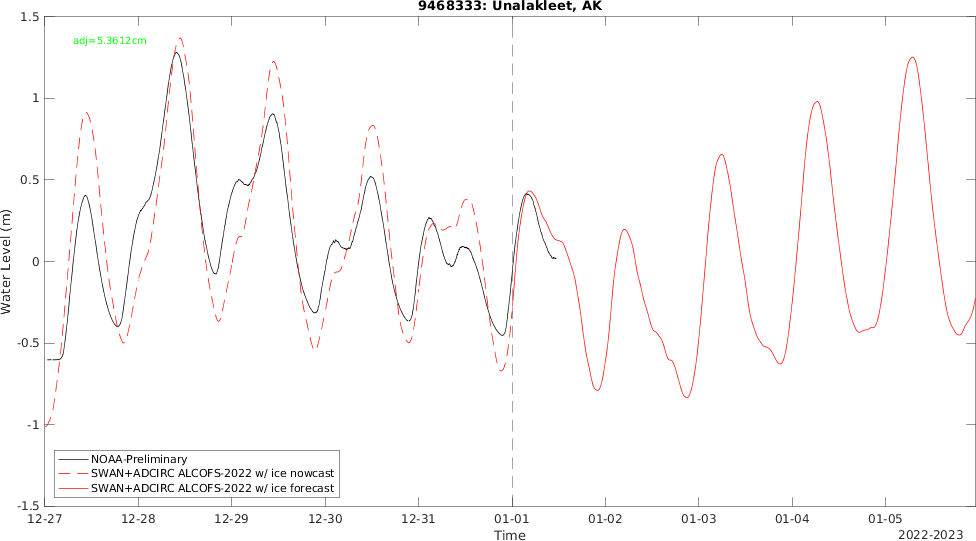 9468333: Unalakleet, AK
adj=5.3612cm
Water Level (m)
1.5
1
0.5
0
-0.5
-1
-1.5
NOAA-Preliminary
SWAN+ADCIRC ALCOFS-2022 w/ ice nowcast
SWAN+ADCIRC ALCOFS-2022 w/ ice forecast
12-27 12-28 12-29 12-30 12-31 01-01 01-02 01-03 01-04 01-05
Time
2022-2023